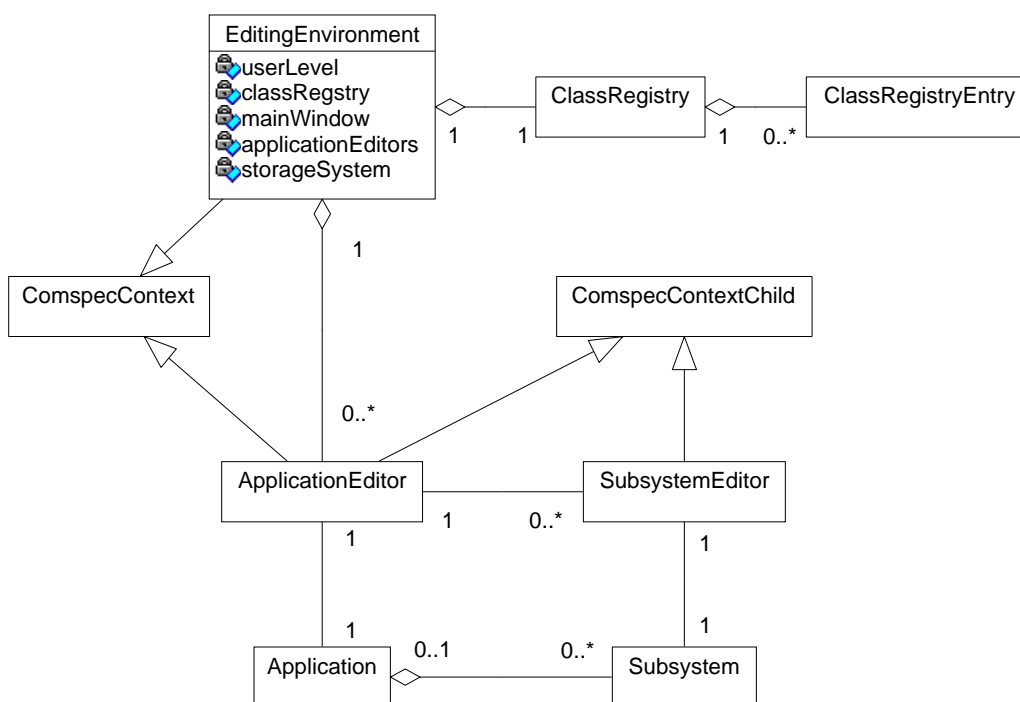 EditingEnvironment
userLevel
classRegstry
mainWindow
applicationEditors
storageSystem
ClassRegistry
ClassRegistryEntry
1
1
1
0..*
1
ComspecContext
ComspecContextChild
0..*
ApplicationEditor
SubsystemEditor
1
0..*
1
1
1
1
0..1
0..*
Application
Subsystem